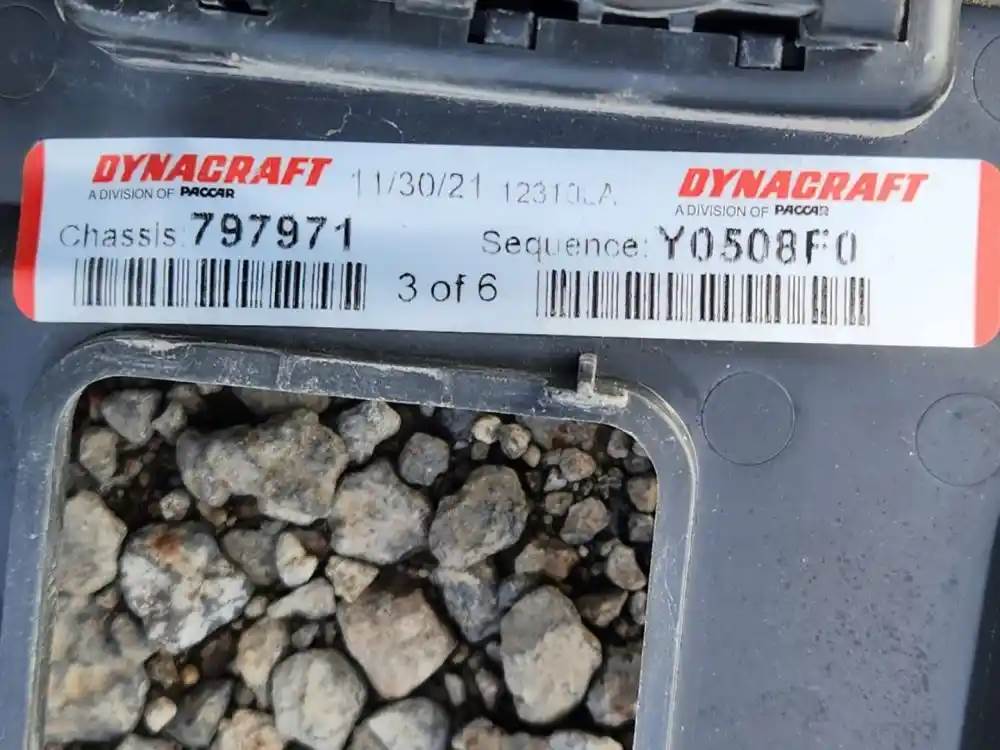 DYNACRAFT 11/30/21 DYNACRAFT
A DIVISION OF PACCAR A DIVISION OF PACCAR
Chassis: 797971 Sequence: Y0508F0
3 of 6